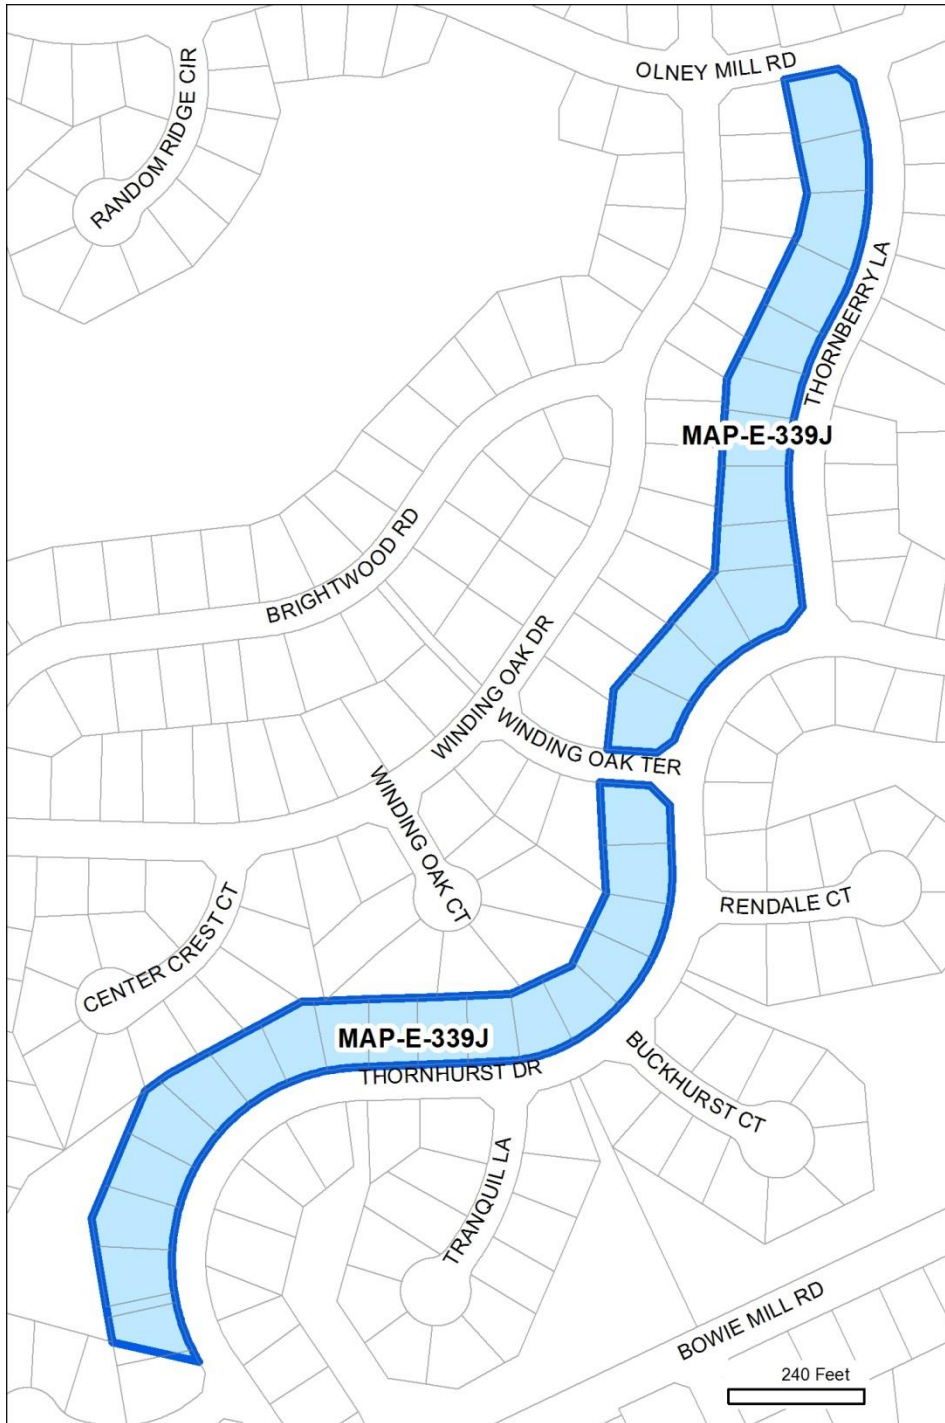 OLNEY MILL RD
RANDOM RIDGE CIR
THORNBERRY LA
MAP-E-339J
BRIGHTWOOD RD
WINDING OAK DR
WINDING OAK TER
WINDING OAK CT
RENDALE CT
CENTER CREST CT
MAP-E-339J
THORNHURST DR
BUCKHURST CT
TRANQUIL LA
BOWIE MILL RD
240 Feet